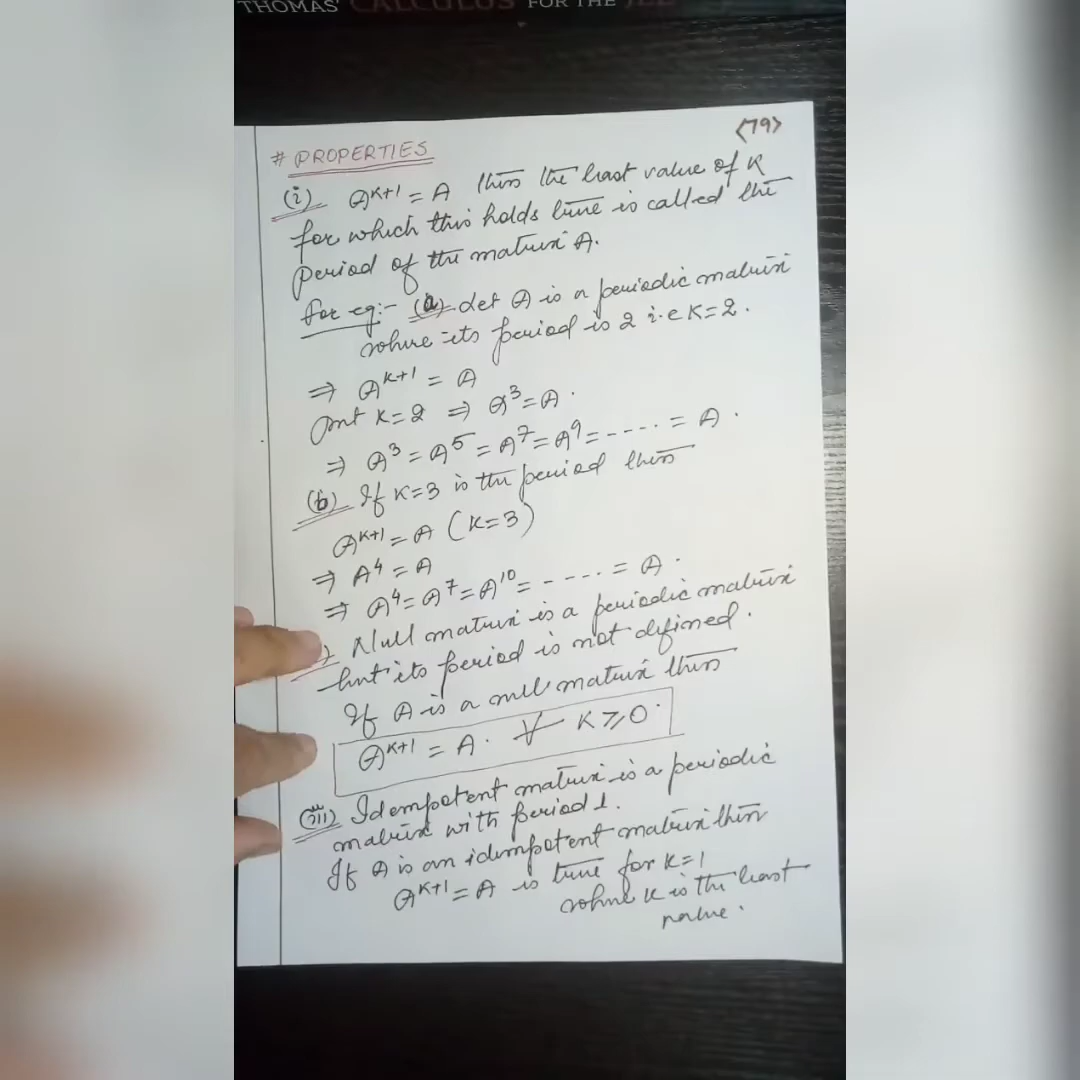 THOMAS' CALCULUS FOR THE JEE
<79>
# PROPERTIES
(i) A^{K+1} = A then the least value of K
for which this holds true is called the
period of the matrix A.
for eg:- (a) Let A is a periodic matrix
where its period is 2 i.e K=2.
⇒ A^{K+1} = A
put K=2 ⇒ A^3 = A.
⇒ A^3 = A^5 = A^7 = A^9 = ----. = A.
(b) If K=3 is the period then
A^{K+1} = A (K=3)
⇒ A^4 = A
⇒ A^4 = A^7 = A^{10} = - ---. = A.
) Null matrix is a periodic matrix
but its period is not defined.
If A is a null matrix then
A^{K+1} = A. ∀ K ≥ 0.
(iii) Idempotent matrix is a periodic
matrix with period 1.
If A is an idempotent matrix then
A^{K+1} = A is true for K=1
where K is the least
value.